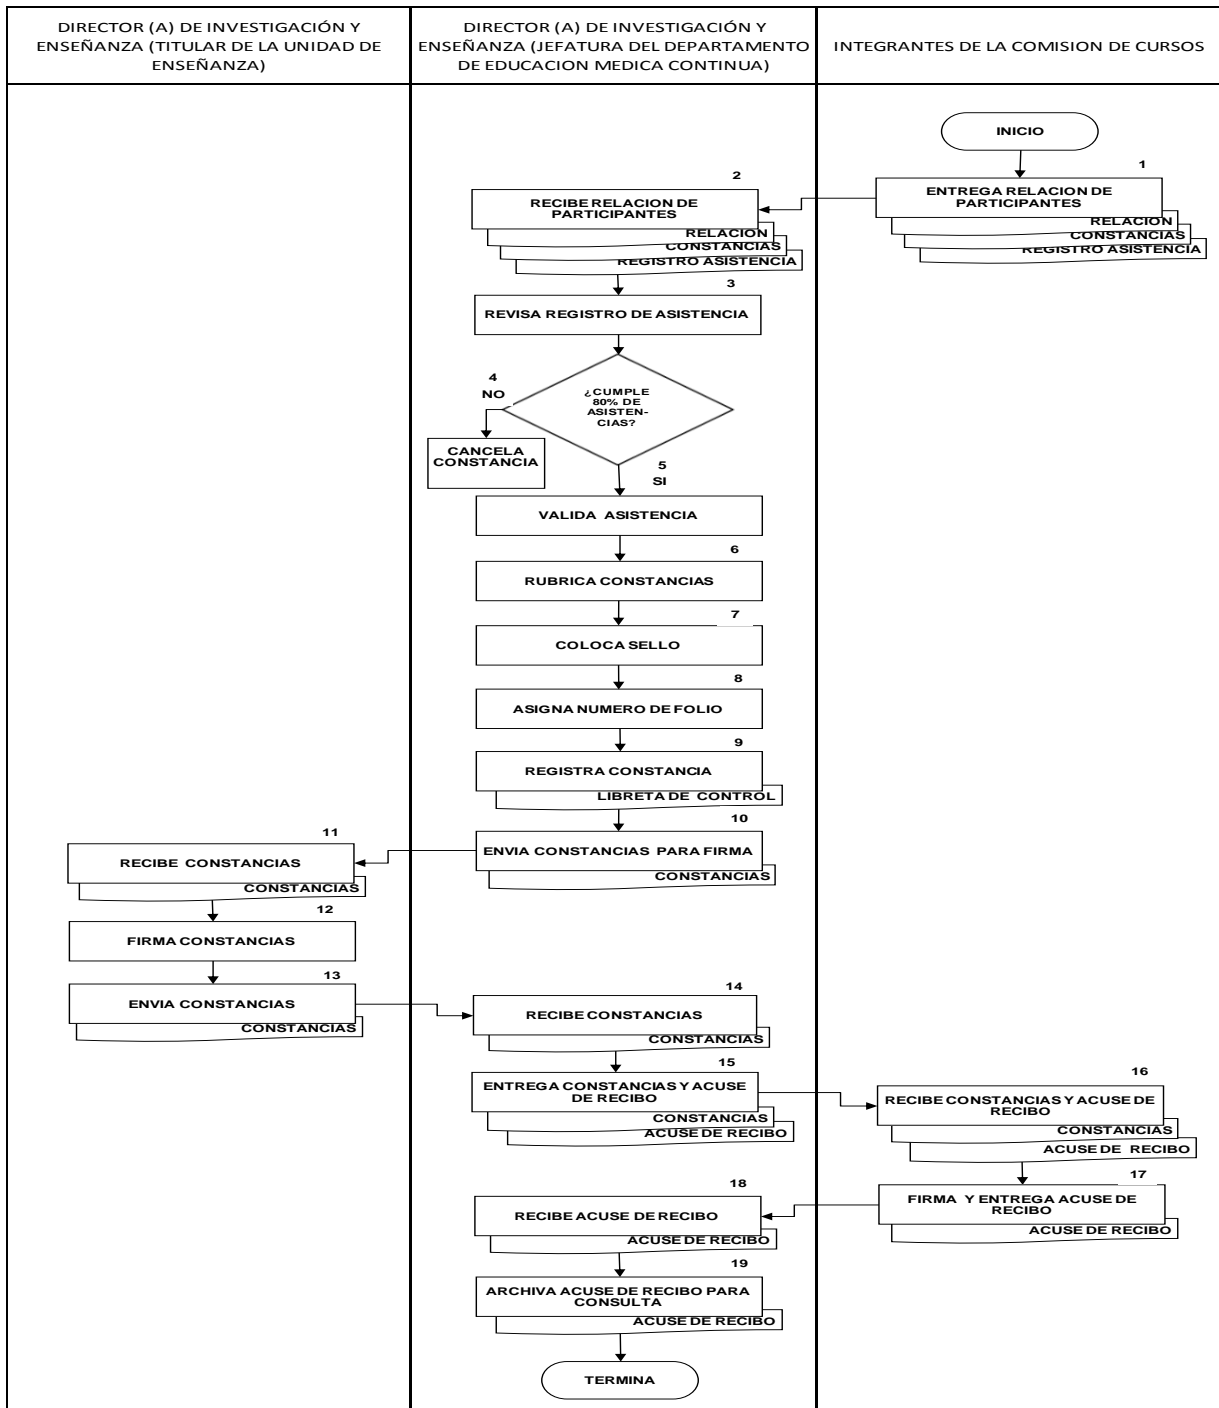 DIRECTOR (A) DE INVESTIGACIÓN Y
ENSEÑANZA (TITULAR DE LA UNIDAD DE
ENSEÑANZA)
DIRECTOR (A) DE INVESTIGACIÓN Y
ENSEÑANZA (JEFATURA DEL DEPARTAMENTO
DE EDUCACION MEDICA CONTINUA)
INTEGRANTES DE LA COMISION DE CURSOS
INICIO
1
ENTREGA RELACION DE
PARTICIPANTES
RELACION
CONSTANCIAS
REGISTRO ASISTENCIA
2
RECIBE RELACION DE
PARTICIPANTES
RELACION
CONSTANCIAS
REGISTRO ASISTENCIA
3
REVISA REGISTRO DE ASISTENCIA
¿CUMPLE
80% DE
ASISTEN-
CIAS?
4
NO
CANCELA
CONSTANCIA
5
SI
VALIDA ASISTENCIA
6
RUBRICA CONSTANCIAS
7
COLOCA SELLO
8
ASIGNA NUMERO DE FOLIO
9
REGISTRA CONSTANCIA
LIBRETA DE CONTROL
10
ENVIA CONSTANCIAS PARA FIRMA
CONSTANCIAS
11
RECIBE CONSTANCIAS
CONSTANCIAS
12
FIRMA CONSTANCIAS
13
ENVIA CONSTANCIAS
CONSTANCIAS
14
RECIBE CONSTANCIAS
CONSTANCIAS
15
ENTREGA CONSTANCIAS Y ACUSE
DE RECIBO
CONSTANCIAS
ACUSE DE RECIBO
16
RECIBE CONSTANCIAS Y ACUSE DE
RECIBO
CONSTANCIAS
ACUSE DE RECIBO
17
FIRMA Y ENTREGA ACUSE DE
RECIBO
ACUSE DE RECIBO
18
RECIBE ACUSE DE RECIBO
ACUSE DE RECIBO
19
ARCHIVA ACUSE DE RECIBO PARA
CONSULTA
ACUSE DE RECIBO
TERMINA